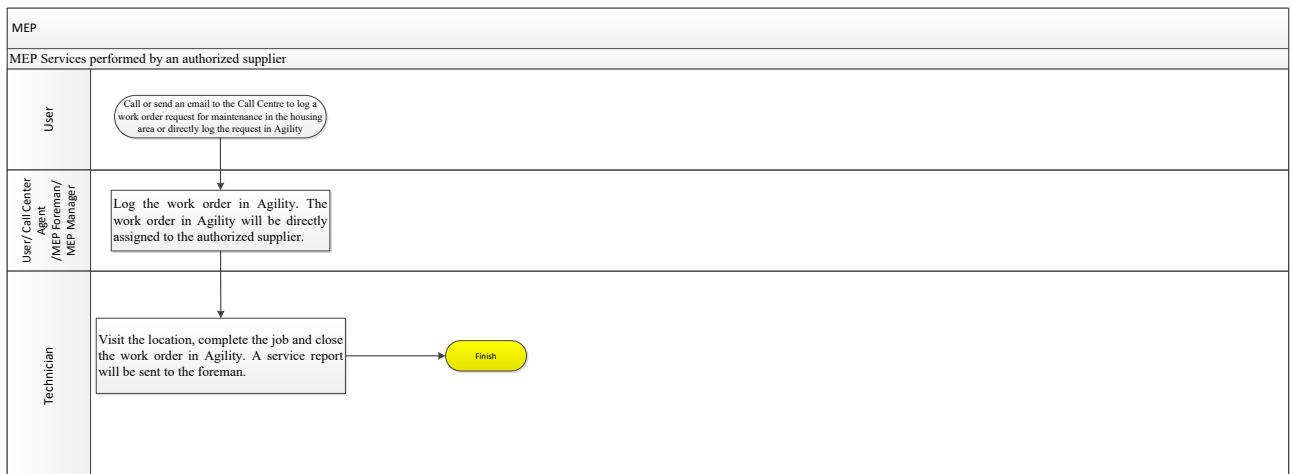 MEP
MEP Services performed by an authorized supplier
User
Call or send an email to the Call Centre to log a
work order request for maintenance in the housing
area or directly log the request in Agility
User/ Call Center
Agent
/MEP Foreman/
MEP Manager
Log the work order in Agility. The
work order in Agility will be directly
assigned to the authorized supplier.
Technician
Visit the location, complete the job and close
the work order in Agility. A service report
will be sent to the foreman.
Finish